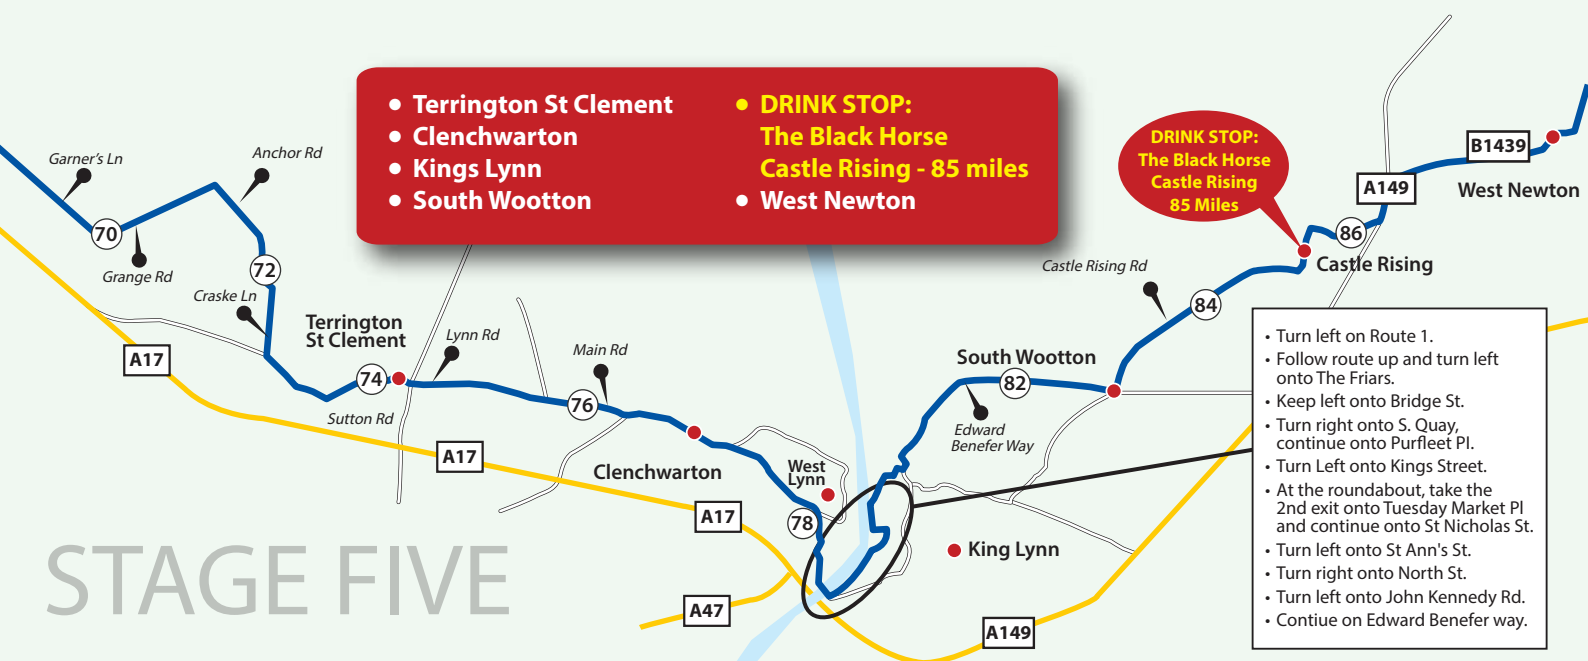 Terrington St Clement
Clenchwarton
Kings Lynn
South Wootton
DRINK STOP:
The Black Horse
Castle Rising - 85 miles
West Newton
Garner's Ln
Anchor Rd
70
Grange Rd
72
Craske Ln
A17
Terrington
St Clement
74
Sutton Rd
Lynn Rd
Main Rd
76
A17
Clenchwarton
A17
West
Lynn
78
A47
King Lynn
A149
South Wootton
82
Edward
Benefer Way
Castle Rising Rd
84
DRINK STOP:
The Black Horse
Castle Rising
85 Miles
Castle Rising
86
A149
B1439
West Newton
• Turn left on Route 1.
• Follow route up and turn left
onto The Friars.
• Keep left onto Bridge St.
• Turn right onto S. Quay,
continue onto Purfleet Pl.
• Turn Left onto Kings Street.
• At the roundabout, take the
2nd exit onto Tuesday Market Pl
and continue onto St Nicholas St.
• Turn left onto St Ann's St.
• Turn right onto North St.
• Turn left onto John Kennedy Rd.
• Contiue on Edward Benefer way.
STAGE FIVE